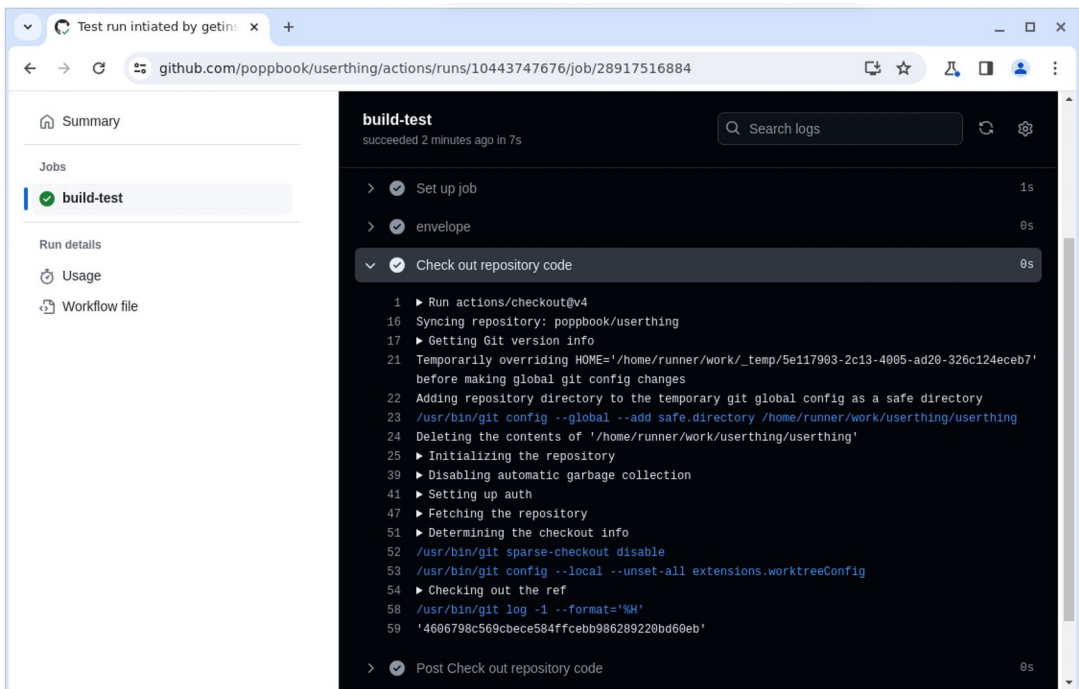 Test run intiated by getins
github.com/poppbook/userthing/actions/runs/10443747676/job/28917516884
Summary
Jobs
build-test
Run details
Usage
Workflow file
build-test
succeeded 2 minutes ago in 7s
Search logs
Set up job 1s
envelope 0s
Check out repository code 0s
1 Run actions/checkout@v4
16 Syncing repository: poppbook/userthing
17 Getting Git version info
21 Temporarily overriding HOME='/home/runner/work/_temp/5e117903-2c13-4005-ad20-326c124eceb7'
before making global git config changes
22 Adding repository directory to the temporary git global config as a safe directory
23 /usr/bin/git config --global --add safe.directory /home/runner/work/userthing/userthing
24 Deleting the contents of '/home/runner/work/userthing/userthing'
25 Initializing the repository
39 Disabling automatic garbage collection
41 Setting up auth
47 Fetching the repository
51 Determining the checkout info
52 /usr/bin/git sparse-checkout disable
53 /usr/bin/git config --local --unset-all extensions.worktreeConfig
54 Checking out the ref
58 /usr/bin/git log -1 --format='%H'
59 '4606798c569cbece584ffcebb986289220bd60eb'
Post Check out repository code 0s